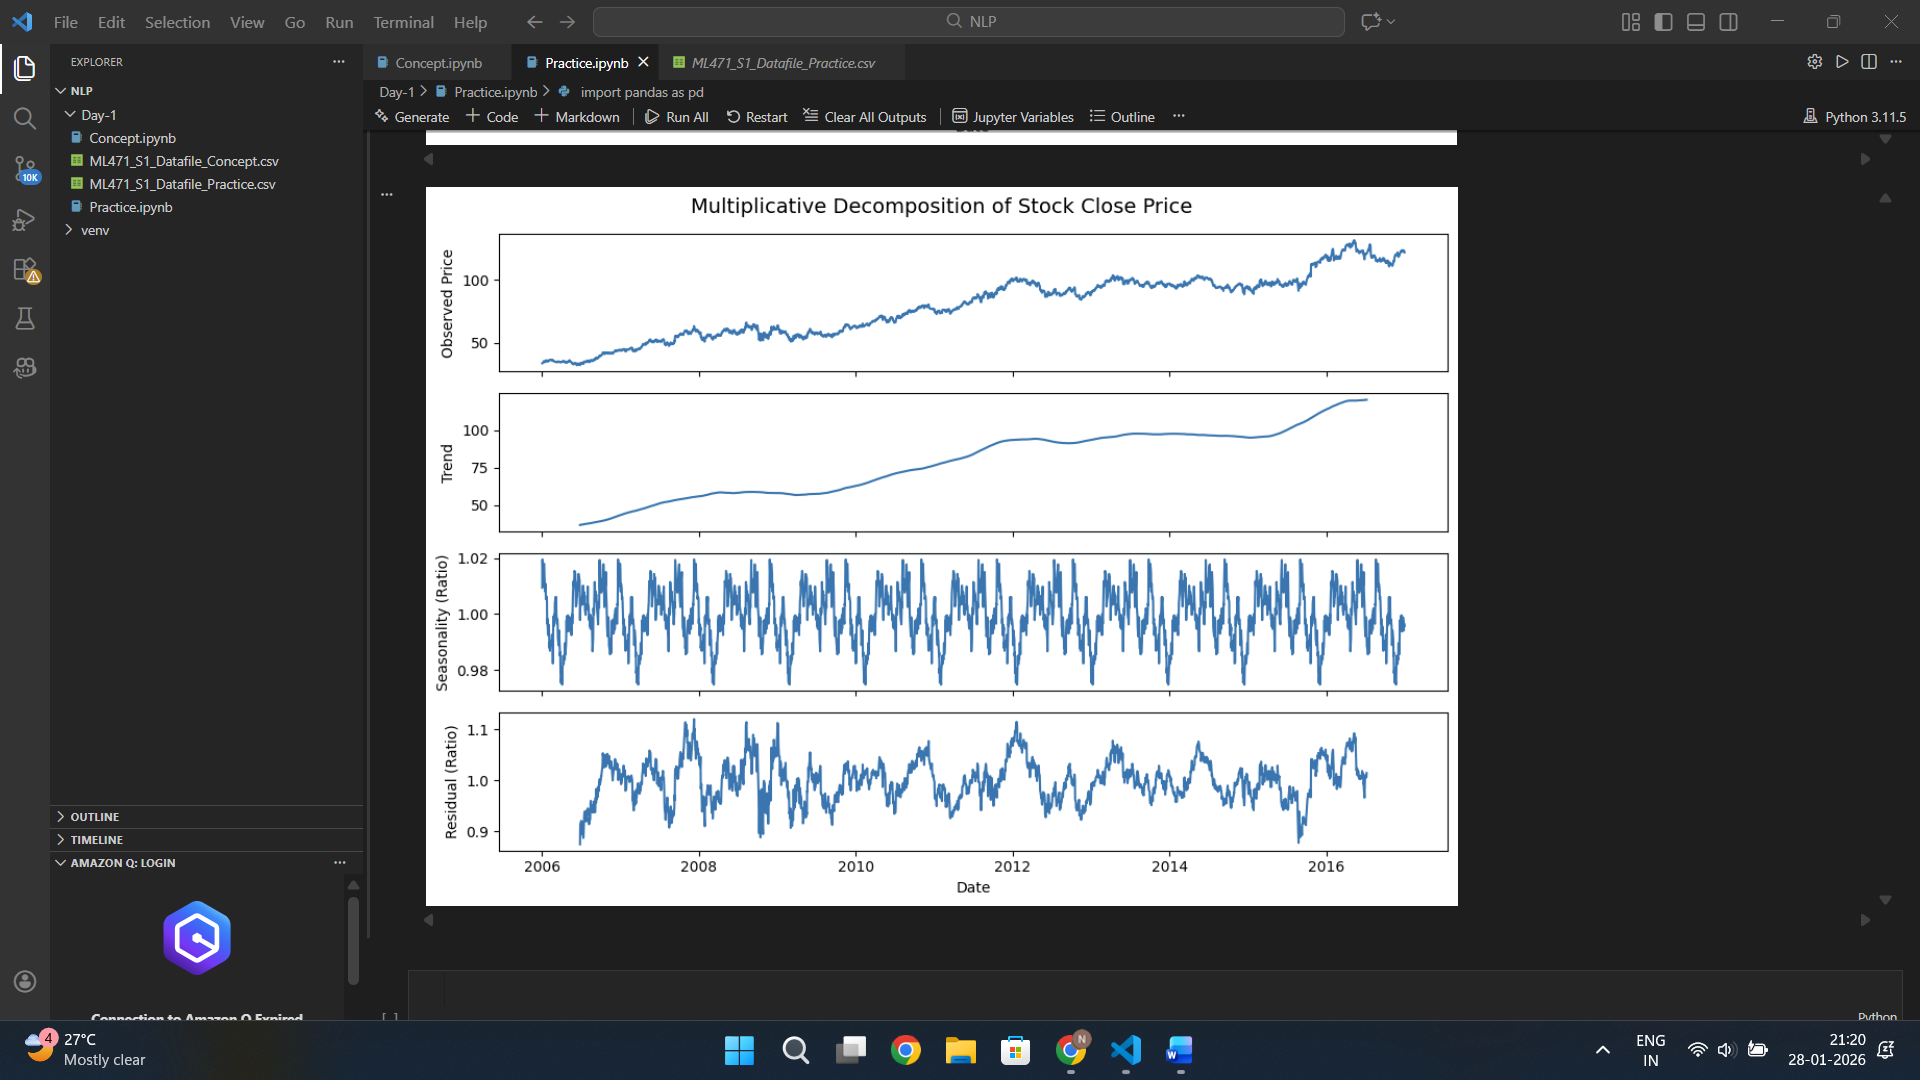 File Edit Selection View Go Run Terminal Help
NLP
EXPLORER
Concept.ipynb
Practice.ipynb
ML471_S1_Datafile_Practice.csv
NLP
Day-1 > Practice.ipynb > import pandas as pd
Day-1
Generate + Code + Markdown Run All Restart Clear All Outputs Jupyter Variables Outline ...
Python 3.11.5
Concept.ipynb
ML471_S1_Datafile_Concept.csv
ML471_S1_Datafile_Practice.csv
Practice.ipynb
venv
10K
Multiplicative Decomposition of Stock Close Price
Observed Price
100
50
Trend
100
75
50
Seasonality (Ratio)
1.02
1.00
0.98
Residual (Ratio)
1.1
1.0
0.9
2006 2008 2010 2012 2014 2016
Date
OUTLINE
TIMELINE
AMAZON Q: LOGIN
Connection to Amazon Q Expired
[ ]
Python
4
27°C
Mostly clear
N
W
ENG
IN
21:20
28-01-2026